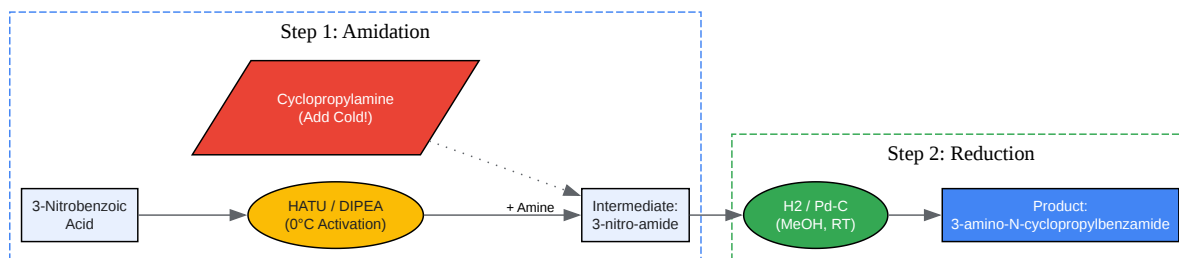 Step 1: Amidation
Cyclopropylamine
(Add Cold!)
3-Nitrobenzoic
Acid
HATU / DIPEA
(0°C Activation)
+ Amine
Intermediate:
3-nitro-amide
Step 2: Reduction
H2 / Pd-C
(MeOH, RT)
Product:
3-amino-N-cyclopropylbenzamide